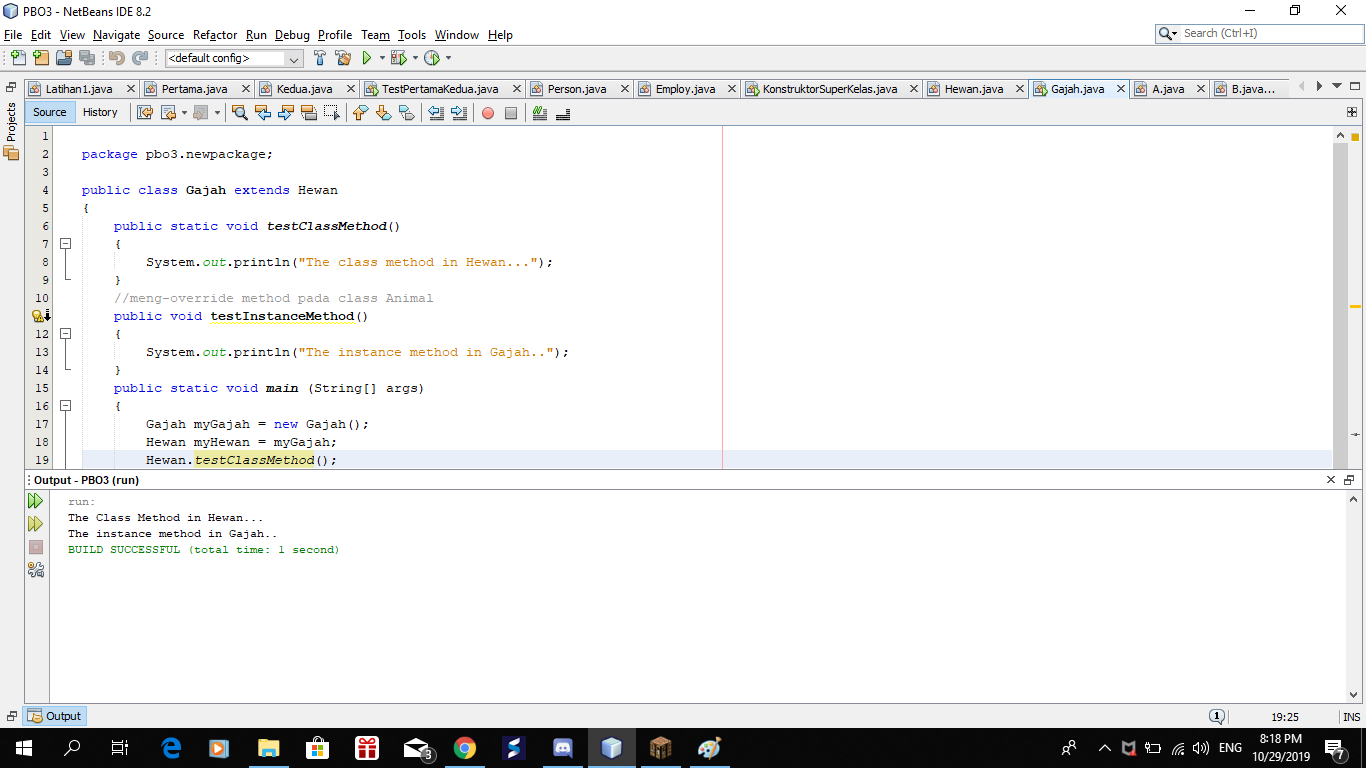 PBO3 - NetBeans IDE 8.2
File Edit View Navigate Source Refactor Run Debug Profile Team Tools Window Help
Search (Ctrl+I)
<default config>
Projects
Latihan1.java Pertama.java Kedua.java TestPertamaKedua.java Person.java Employ.java KonstruktorSuperKelas.java Hewan.java Gajah.java A.java B.java...
Source History
1
2 package pbo3.newpackage;
3
4 public class Gajah extends Hewan
5 {
6 public static void testClassMethod()
7 {
8 System.out.println("The class method in Hewan...");
9 }
10 //meng-override method pada class Animal
public void testInstanceMethod()
12 {
13 System.out.println("The instance method in Gajah..");
14 }
15 public static void main (String[] args)
16 {
17 Gajah myGajah = new Gajah();
18 Hewan myHewan = myGajah;
19 Hewan.testClassMethod();
Output - PBO3 (run)
run:
The Class Method in Hewan...
The instance method in Gajah..
BUILD SUCCESSFUL (total time: 1 second)
Output
1 19:25 INS
3
ENG
8:18 PM
10/29/2019
7